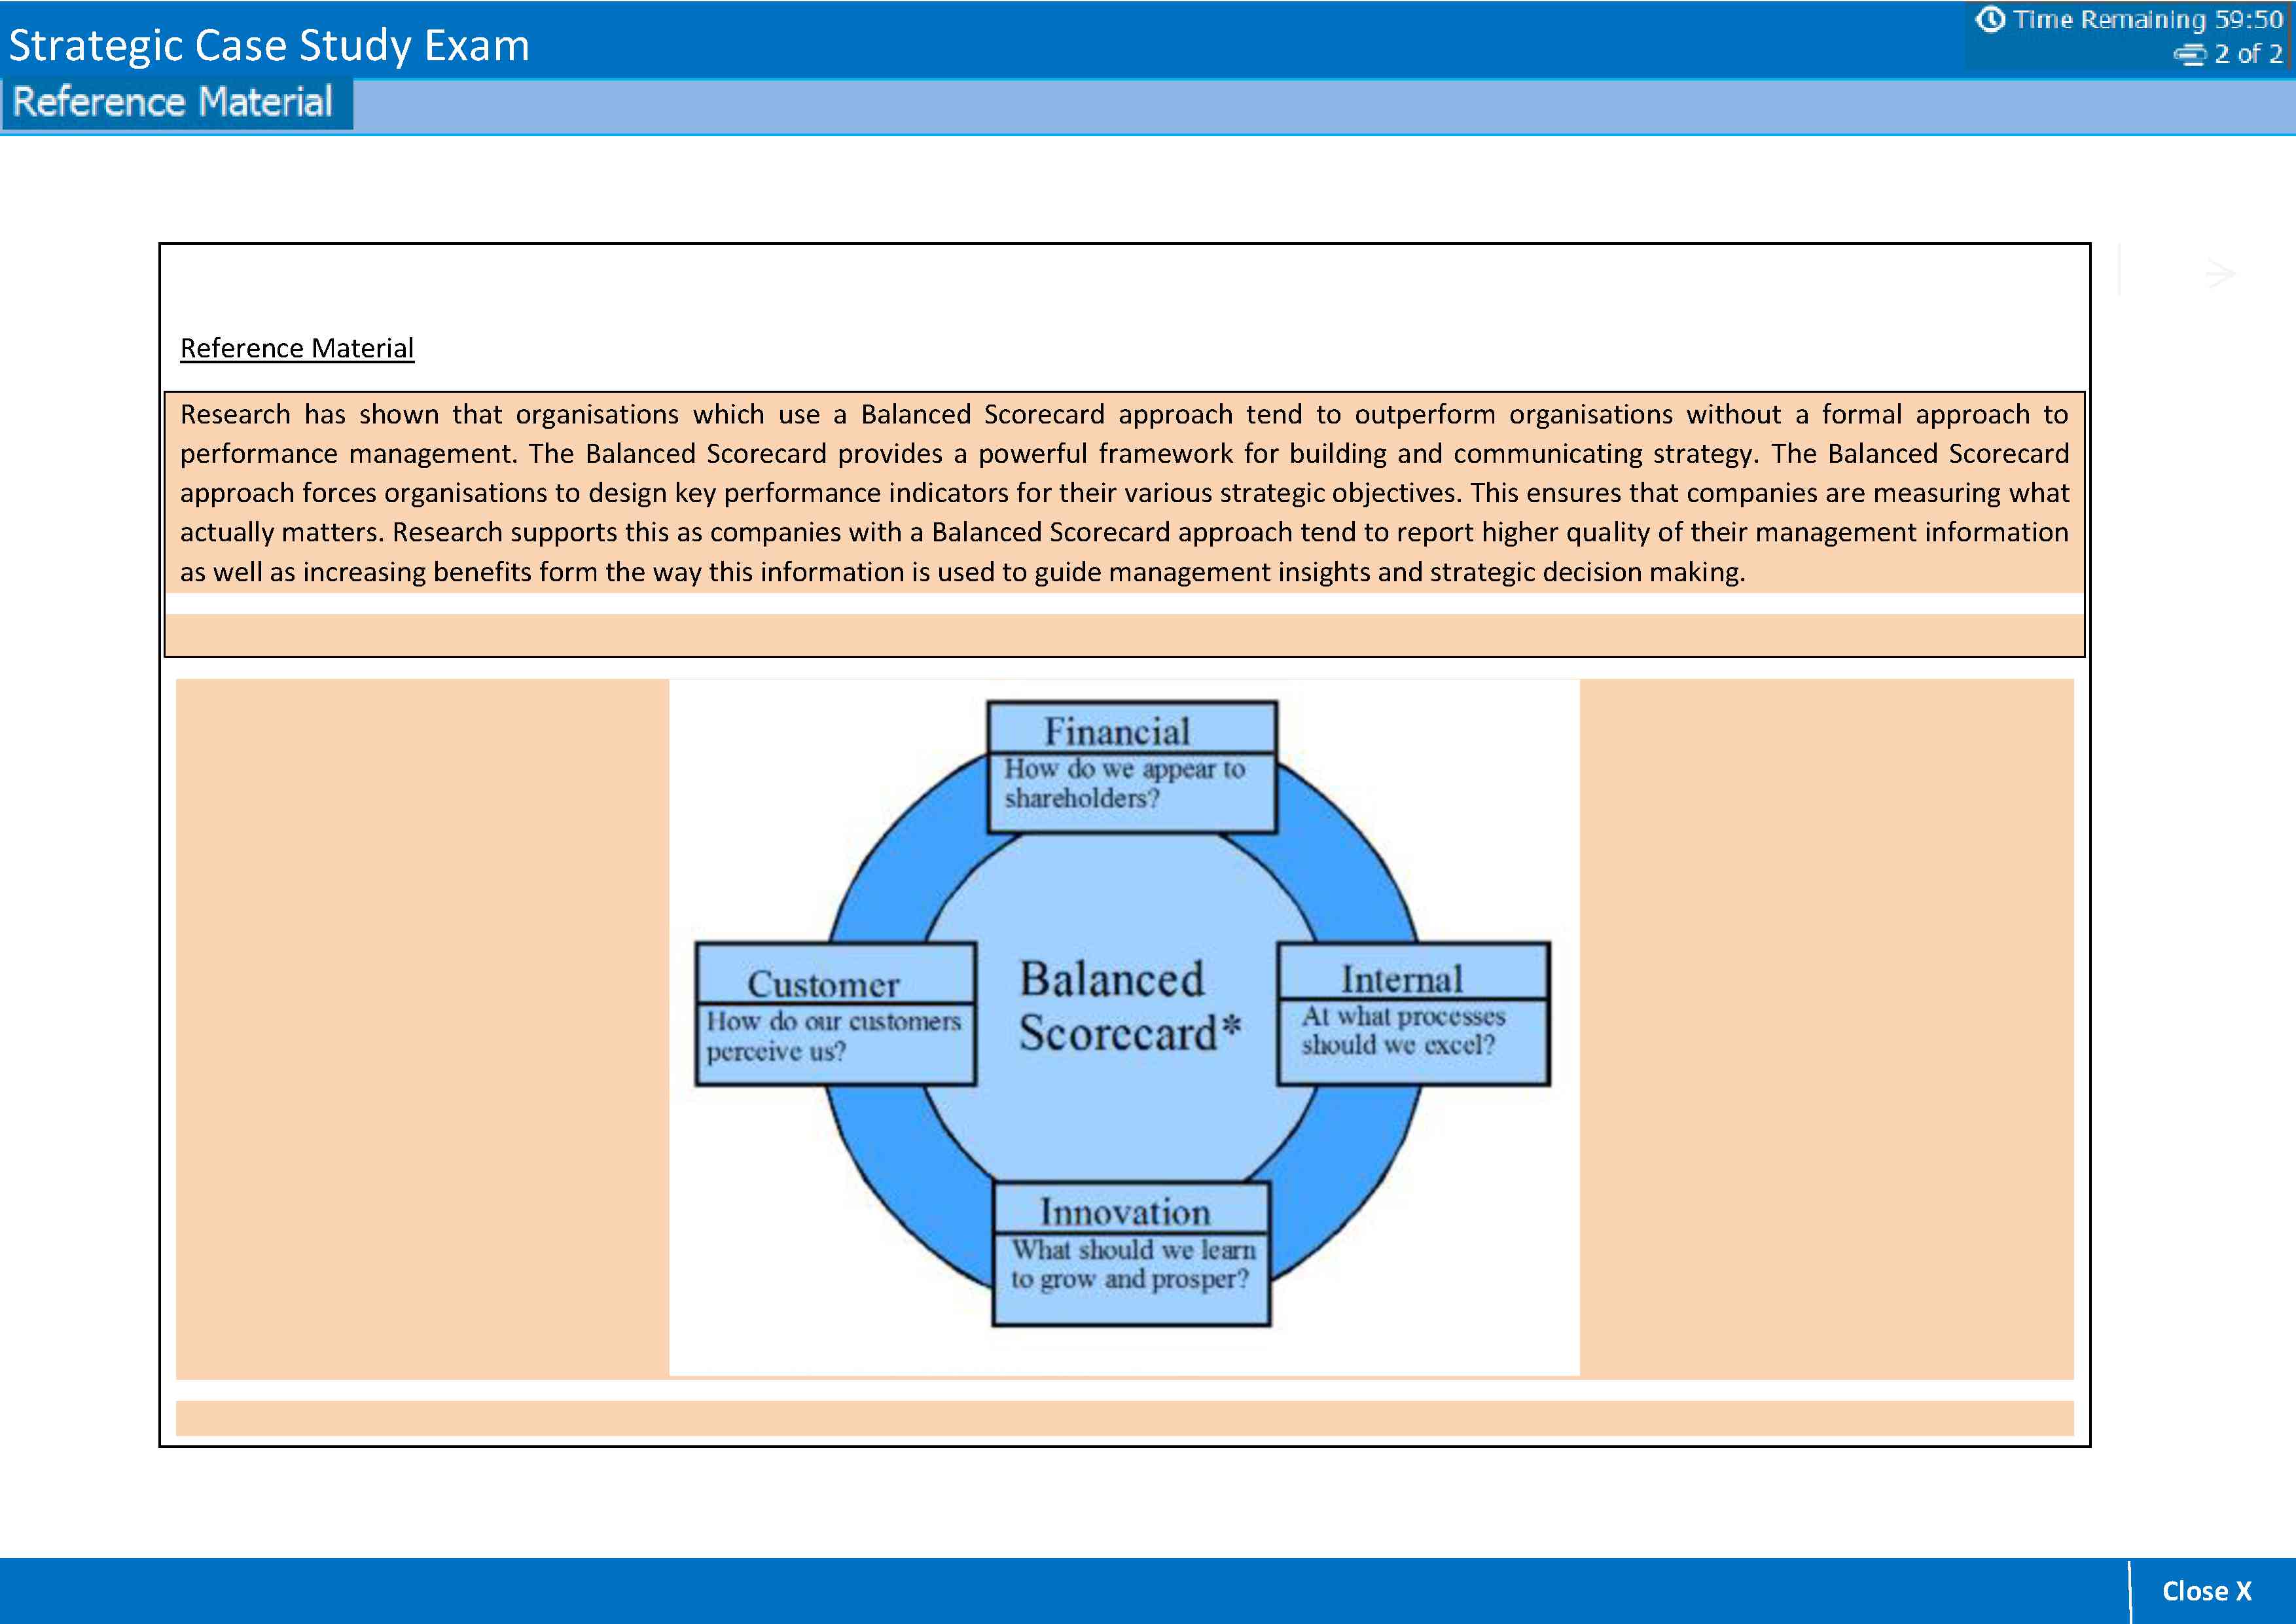 Strategic Case Study Exam
Time Remaining 59:50
2 of 2
Reference Material
Reference Material
Research has shown that organisations which use a Balanced Scorecard approach tend to outperform organisations without a formal approach to
performance management. The Balanced Scorecard provides a powerful framework for building and communicating strategy. The Balanced Scorecard
approach forces organisations to design key performance indicators for their various strategic objectives. This ensures that companies are measuring what
actually matters. Research supports this as companies with a Balanced Scorecard approach tend to report higher quality of their management information
as well as increasing benefits form the way this information is used to guide management insights and strategic decision making.
Financial
How do we appear to
shareholders?
Customer
How do our customers
perceive us?
Balanced
Scorecard*
Internal
At what processes
should we excel?
Innovation
What should we learn
to grow and prosper?
Close X